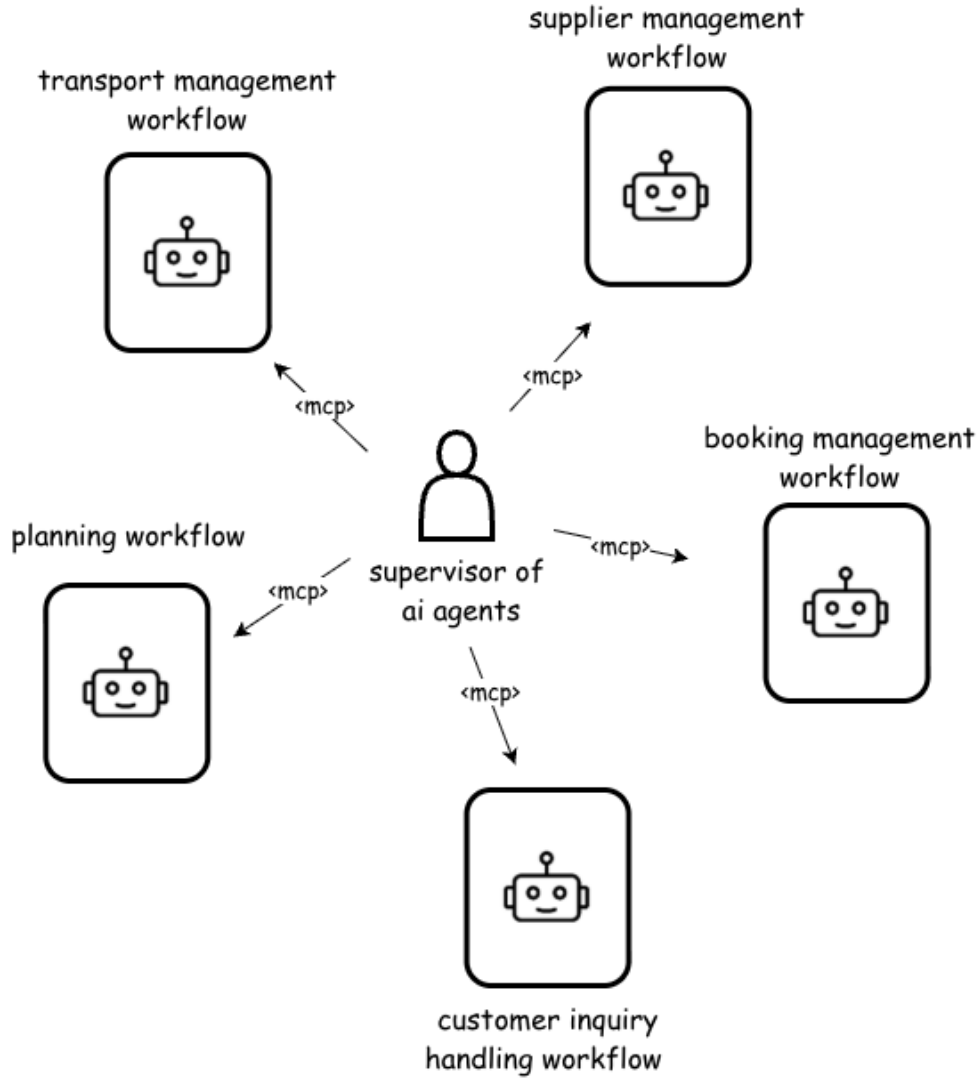 supplier management
workflow
transport management
workflow
<mcp>
<mcp>
booking management
workflow
planning workflow
<mcp>
<mcp>
supervisor of
ai agents
<mcp>
customer inquiry
handling workflow